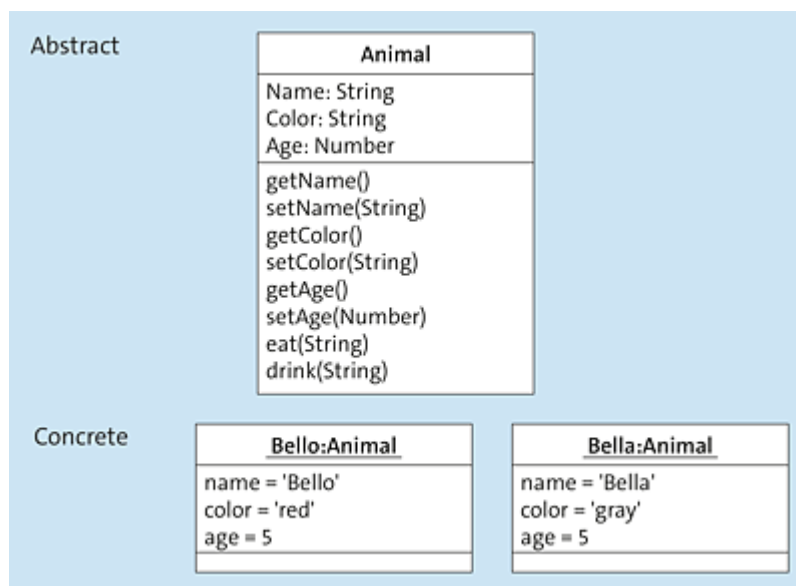 Abstract
Animal
Name: String
Color: String
Age: Number
getName()
setName(String)
getColor()
setColor(String)
getAge()
setAge(Number)
eat(String)
drink(String)
Concrete
Bello:Animal
name = 'Bello'
color = 'red'
age = 5
Bella:Animal
name = 'Bella'
color = 'gray'
age = 5